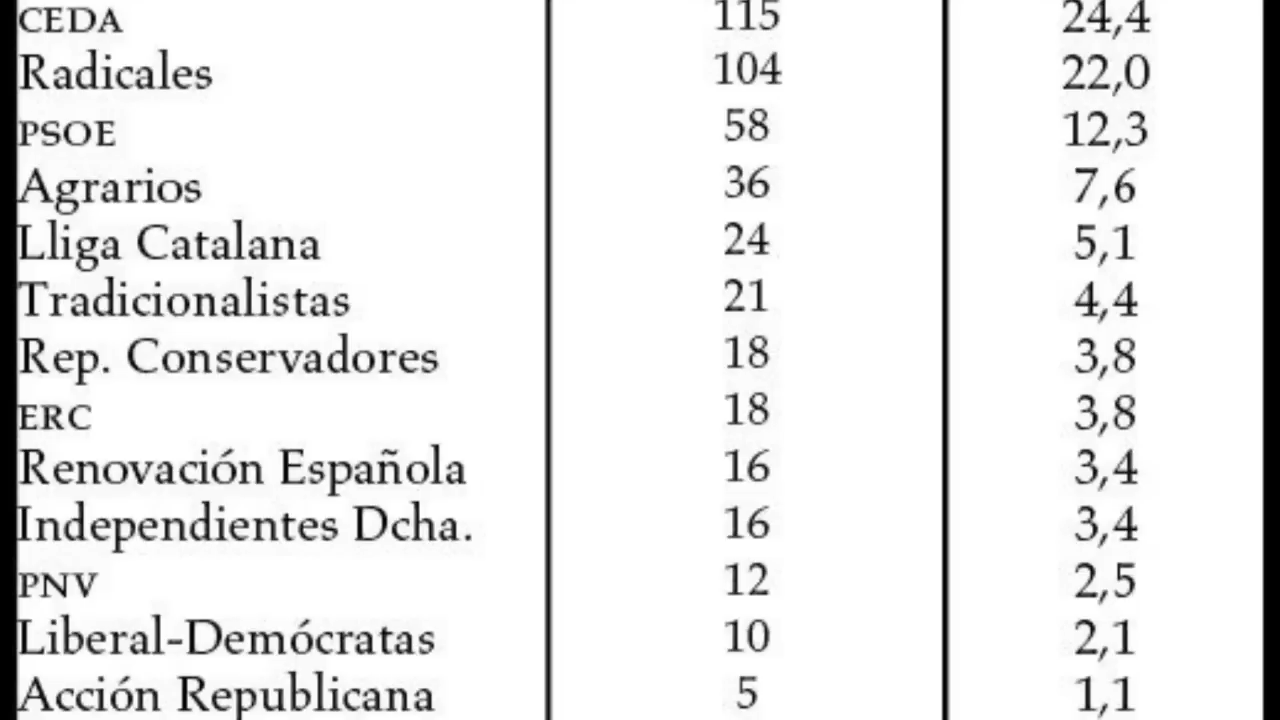 CEDA 115 24,4
Radicales 104 22,0
PSOE 58 12,3
Agrarios 36 7,6
Lliga Catalana 24 5,1
Tradicionalistas 21 4,4
Rep. Conservadores 18 3,8
ERC 18 3,8
Renovación Española 16 3,4
Independientes Dcha. 16 3,4
PNV 12 2,5
Liberal-Demócratas 10 2,1
Acción Republicana 5 1,1